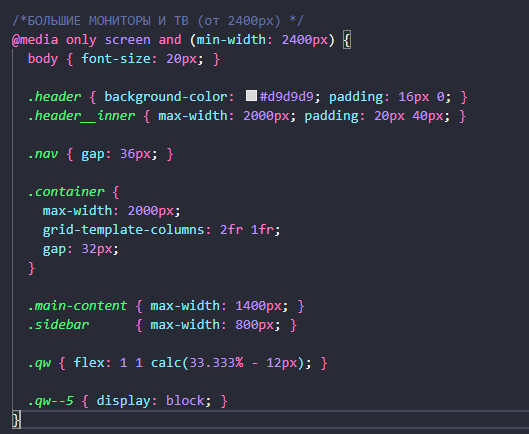 /*БОЛЬШИЕ МОНИТОРЫ И ТВ (от 2400px) */
@media only screen and (min-width: 2400px) {
  body { font-size: 20px; }

  .header { background-color: #d9d9d9; padding: 16px 0; }
  .header__inner { max-width: 2000px; padding: 20px 40px; }

  .nav { gap: 36px; }

  .container {
    max-width: 2000px;
    grid-template-columns: 2fr 1fr;
    gap: 32px;
  }

  .main-content { max-width: 1400px; }
  .sidebar      { max-width: 800px; }

  .qw { flex: 1 1 calc(33.333% - 12px); }

  .qw--5 { display: block; }
}